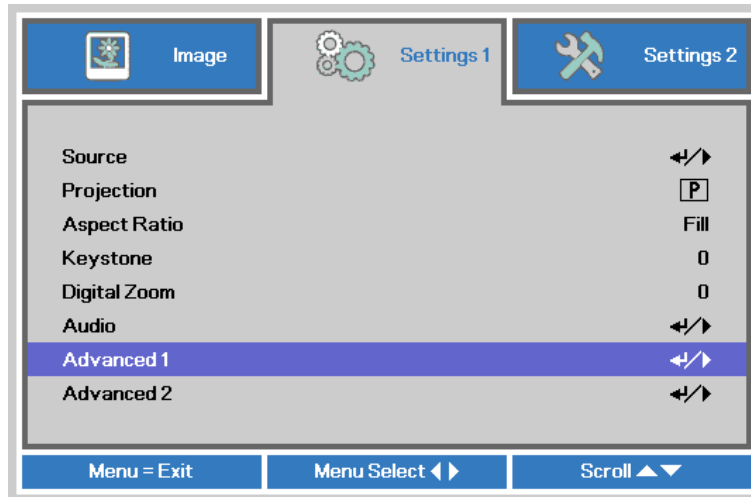 Image
Settings 1
Settings 2
Source ↵/▶
Projection P
Aspect Ratio Fill
Keystone 0
Digital Zoom 0
Audio ↵/▶
Advanced 1 ↵/▶
Advanced 2 ↵/▶
Menu = Exit
Menu Select ◀ ▶
Scroll ▲▼